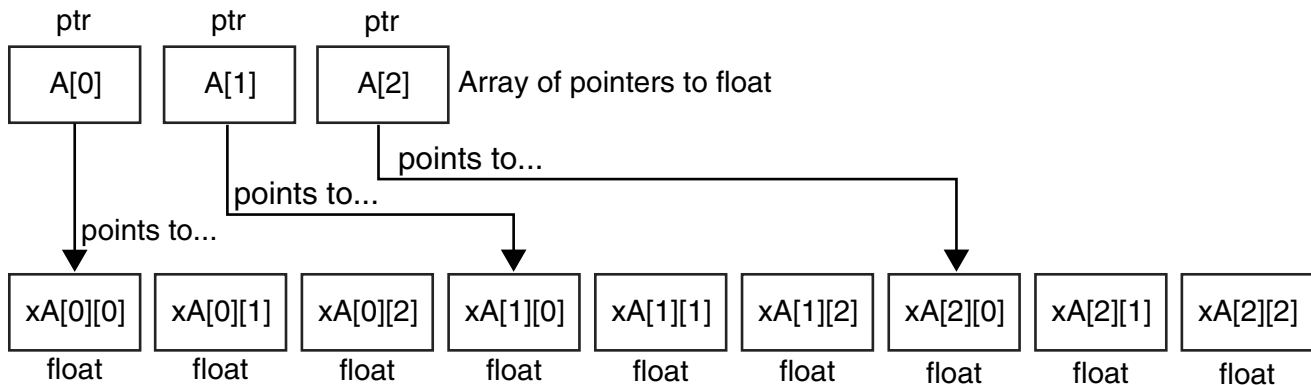 ptr ptr ptr
A[0] A[1] A[2] Array of pointers to float
points to...
points to...
points to...
xA[0][0] xA[0][1] xA[0][2] xA[1][0] xA[1][1] xA[1][2] xA[2][0] xA[2][1] xA[2][2]
float float float float float float float float float